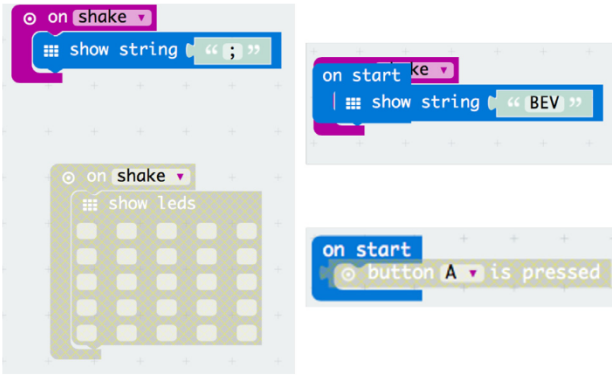 on shake
show string “ ; ”
on shake
show leds
on start ke
show string “ BEV ”
on start
button A is pressed